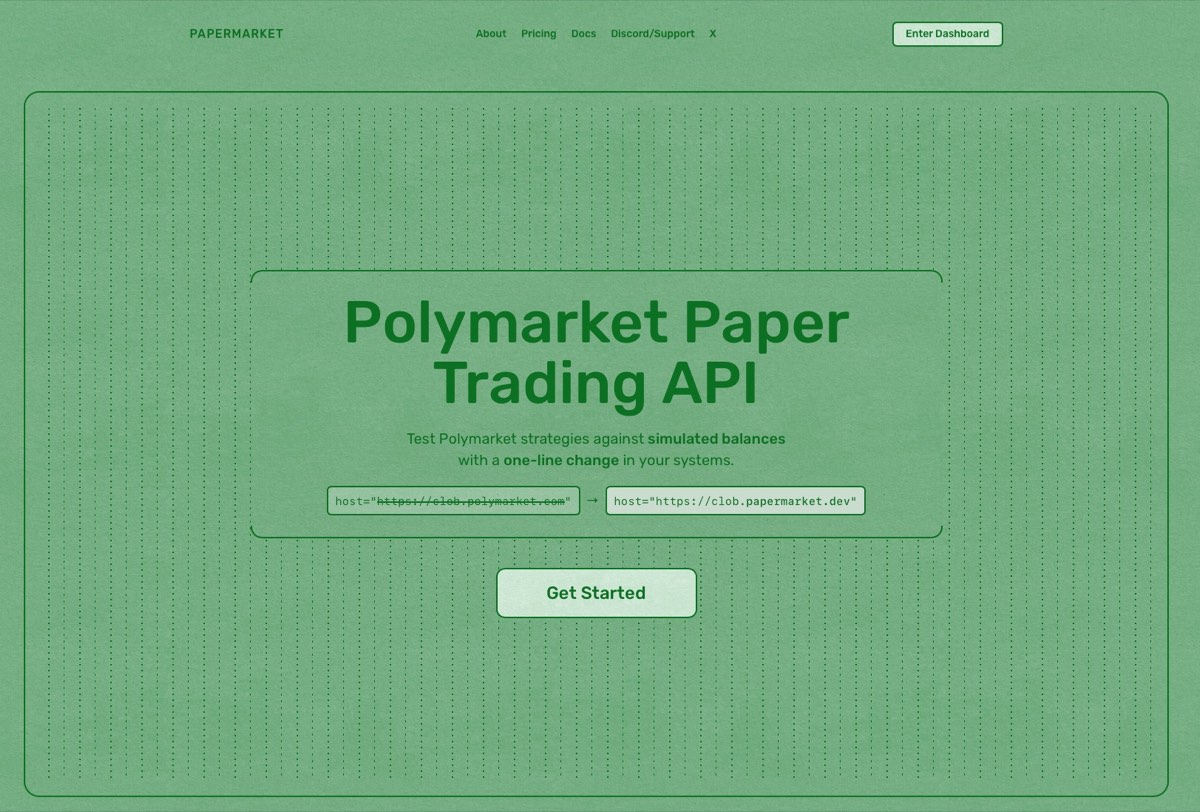 PAPERMARKET
About Pricing Docs Discord/Support X
Enter Dashboard
Polymarket Paper
Trading API
Test Polymarket strategies against simulated balances
with a one-line change in your systems.
host="https://clob.polymarket.com" → host="https://clob.papermarket.dev"
Get Started